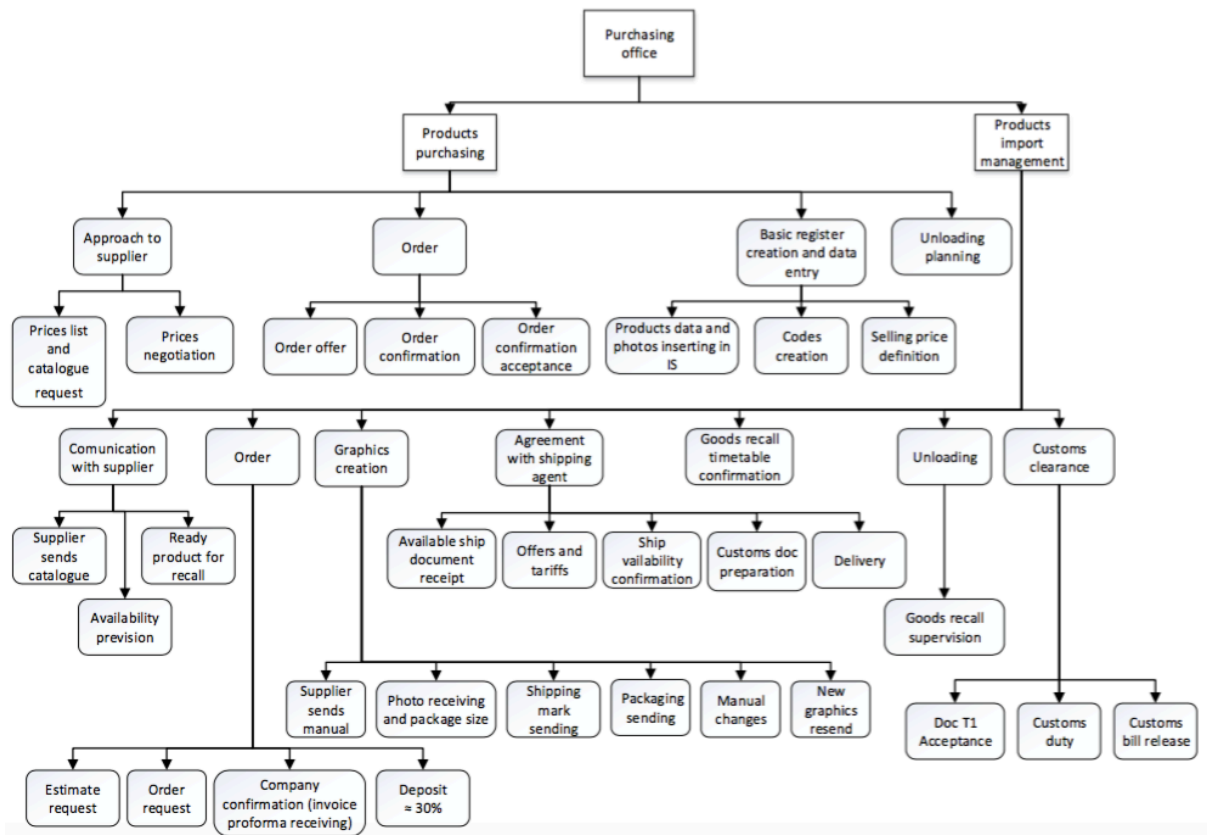 Purchasing
office
Products
purchasing
Products
import
management
Approach to
supplier
Order
Basic register
creation and data
entry
Unloading
planning
Prices list
and
catalogue
request
Prices
negotiation
Order offer
Order
confirmation
Order
confirmation
acceptance
Products data and
photos inserting in
IS
Codes
creation
Selling price
definition
Comunication
with supplier
Order
Graphics
creation
Agreement
with shipping
agent
Goods recall
timetable
confirmation
Unloading
Customs
clearance
Supplier
sends
catalogue
Ready
product for
recall
Availability
prevision
Available ship
document
receipt
Offers and
tariffs
Ship
vailability
confirmation
Customs doc
preparation
Delivery
Goods recall
supervision
Supplier
sends
manual
Photo receiving
and package size
Shipping
mark
sending
Packaging
sending
Manual
changes
New
graphics
resend
Doc T1
Acceptance
Customs
duty
Customs
bill release
Estimate
request
Order
request
Company
confirmation (invoice
proforma receiving)
Deposit
≈ 30%